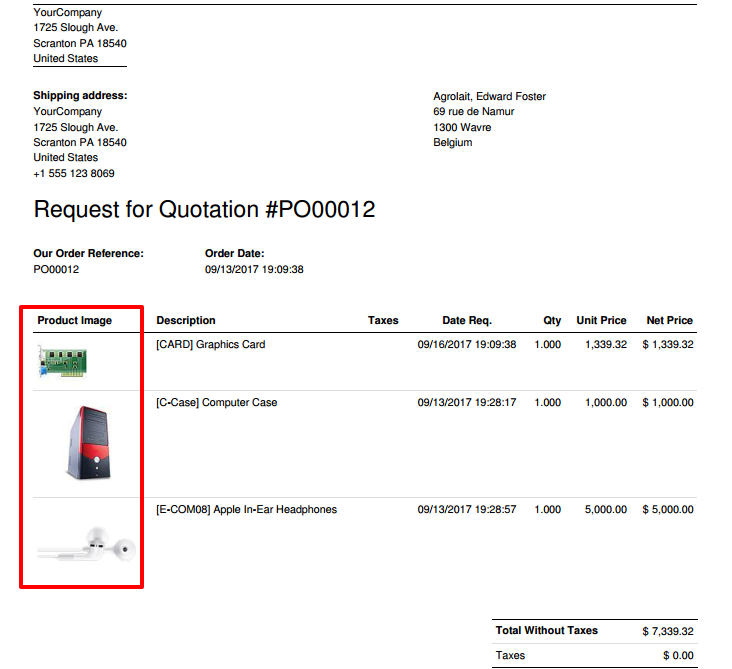 YourCompany
1725 Slough Ave.
Scranton PA 18540
United States
Shipping address:
YourCompany
1725 Slough Ave.
Scranton PA 18540
United States
+1 555 123 8069
Agrolait, Edward Foster
69 rue de Namur
1300 Wavre
Belgium
Request for Quotation #PO00012
Our Order Reference: Order Date:
PO00012 09/13/2017 19:09:38
Product Image Description Taxes Date Req. Qty Unit Price Net Price
[CARD] Graphics Card 09/16/2017 19:09:38 1.000 1,339.32 $ 1,339.32
[C-Case] Computer Case 09/13/2017 19:28:17 1.000 1,000.00 $ 1,000.00
[E-COM08] Apple In-Ear Headphones 09/13/2017 19:28:57 1.000 5,000.00 $ 5,000.00
Total Without Taxes $ 7,339.32
Taxes $ 0.00